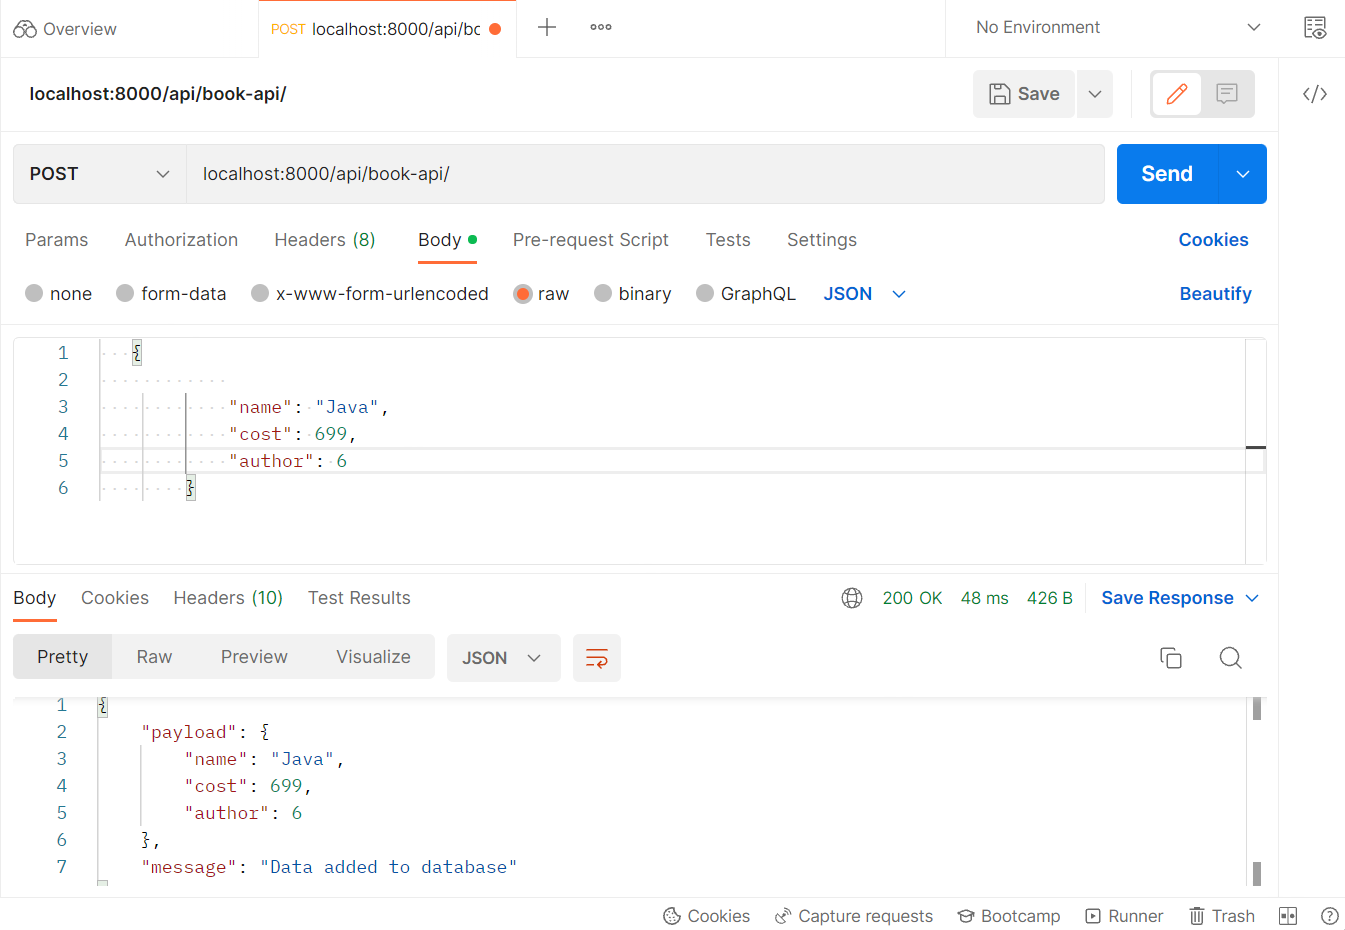 Overview
POST localhost:8000/api/bc
No Environment
localhost:8000/api/book-api/
Save
POST
localhost:8000/api/book-api/
Send
Params Authorization Headers (8) Body Pre-request Script Tests Settings Cookies
none form-data x-www-form-urlencoded raw binary GraphQL JSON Beautify
1 {
2
3 "name": "Java",
4 "cost": 699,
5 "author": 6
6 }
Body Cookies Headers (10) Test Results 200 OK 48 ms 426 B Save Response
Pretty Raw Preview Visualize JSON
1 {
2 "payload": {
3 "name": "Java",
4 "cost": 699,
5 "author": 6
6 },
7 "message": "Data added to database"
Cookies Capture requests Bootcamp Runner Trash